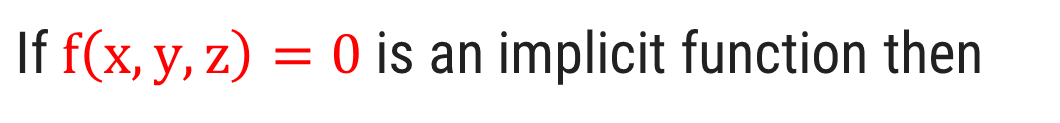 If f(x, y, z) = 0 is an implicit function then